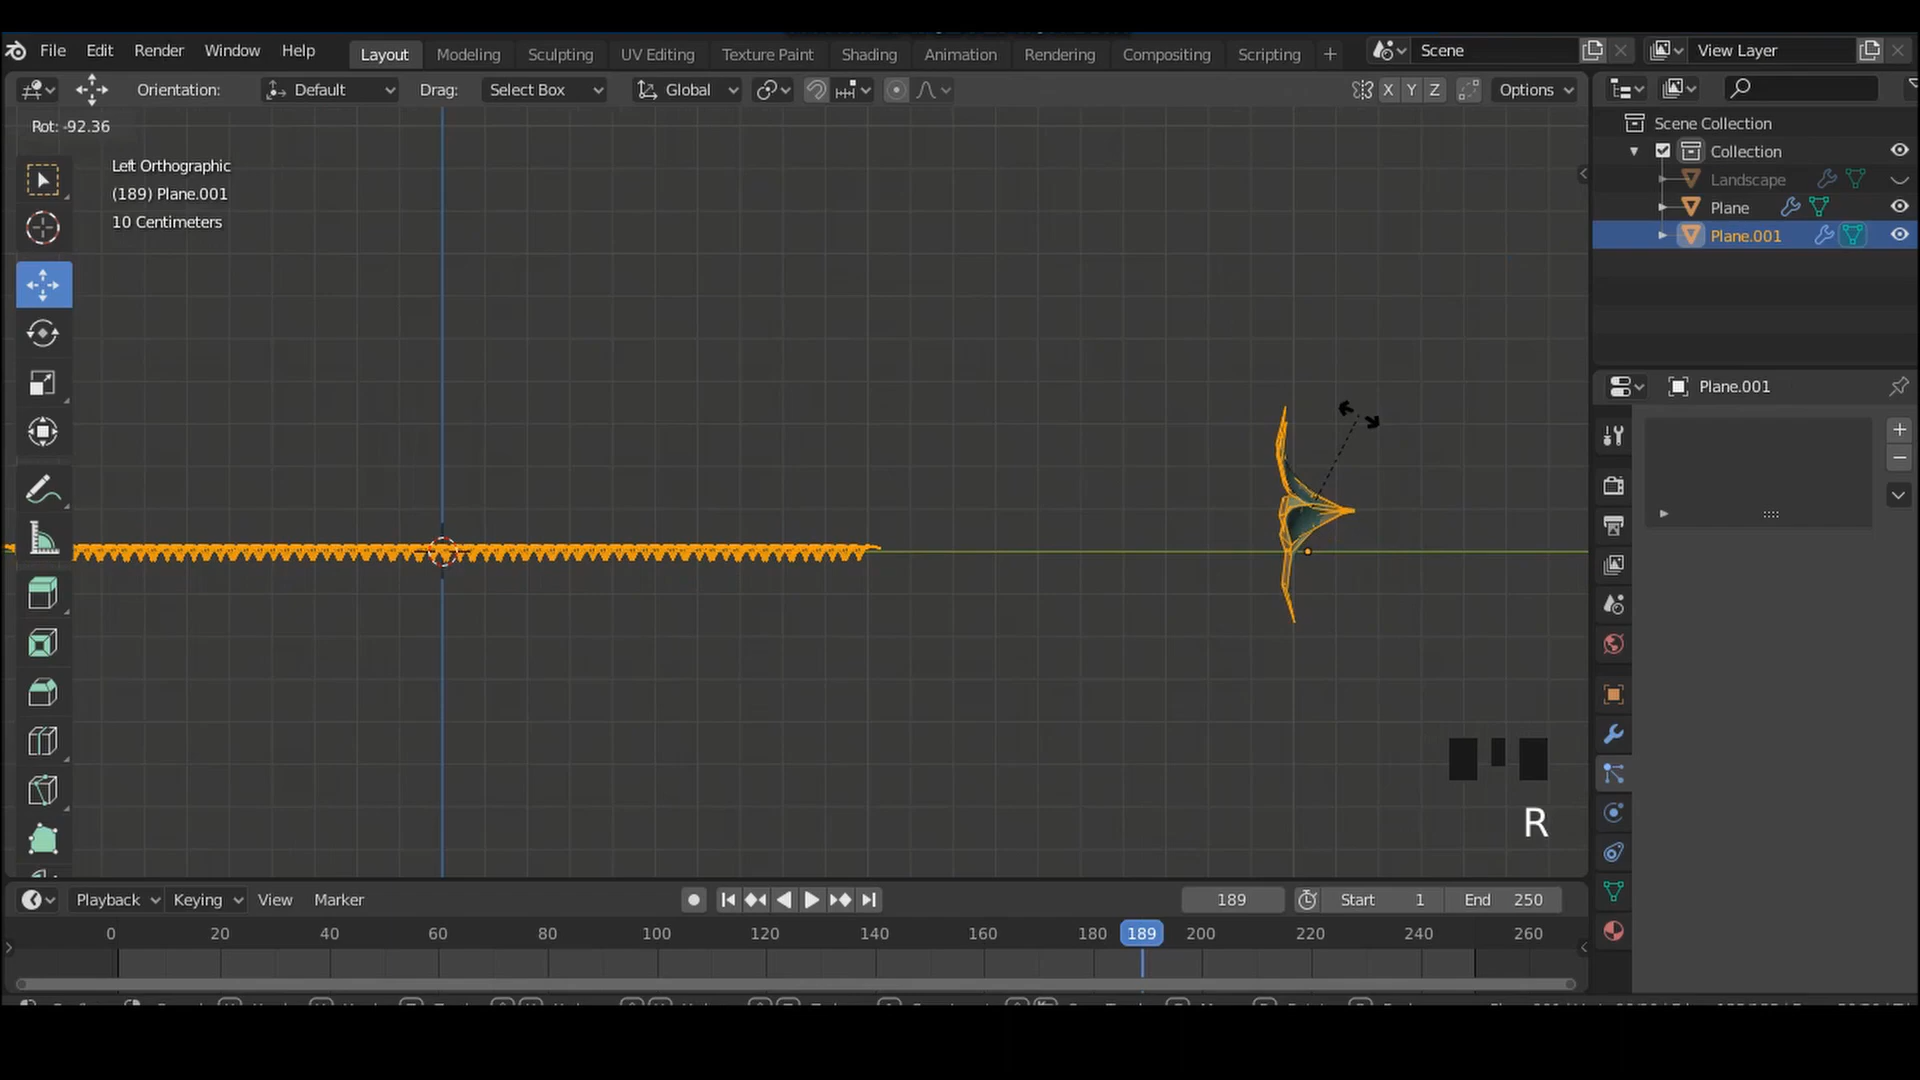 File Edit Render Window Help Layout Modeling Sculpting UV Editing Texture Paint Shading Animation Rendering Compositing Scripting + Scene View Layer
Orientation: Default Drag: Select Box Global X Y Z Options
Rot: -92.36
Left Orthographic
(189) Plane.001
10 Centimeters
Scene Collection
Collection
Landscape
Plane
Plane.001
Plane.001
R
Playback Keying View Marker 189 Start 1 End 250
0 20 40 60 80 100 120 140 160 180 189 200 220 240 260